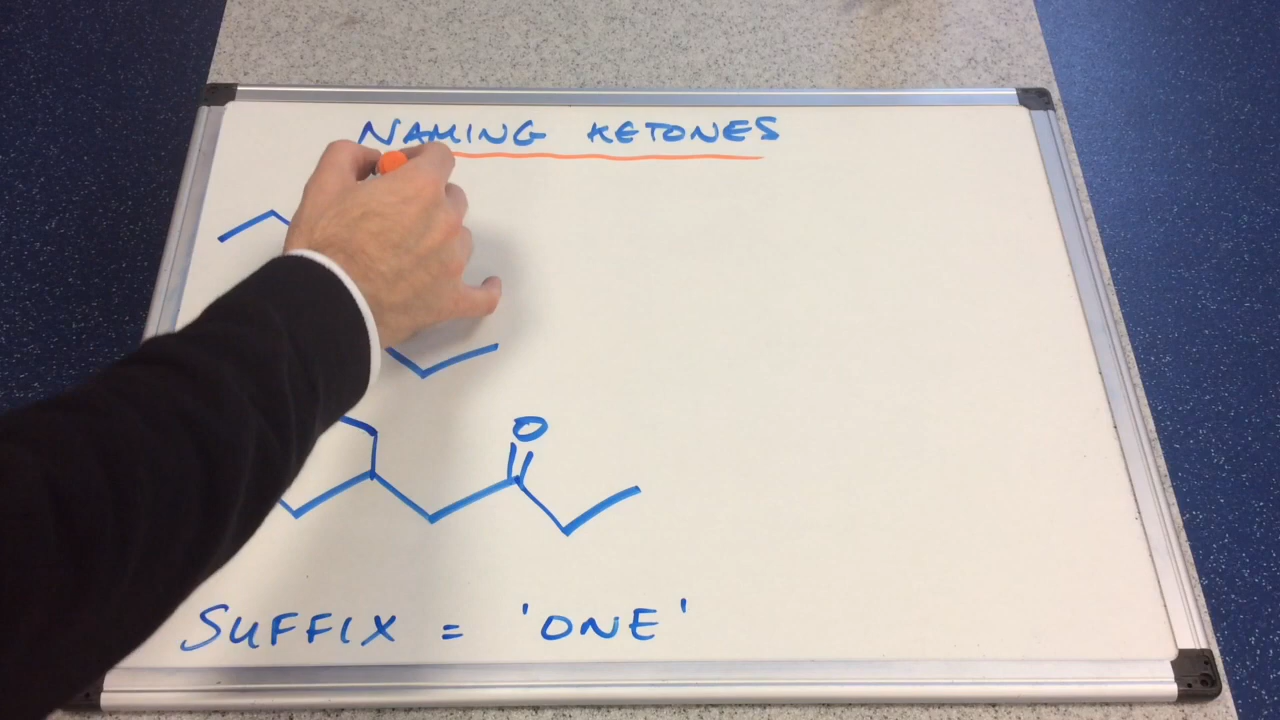 NAMING KETONES
O
SUFFIX = 'ONE'